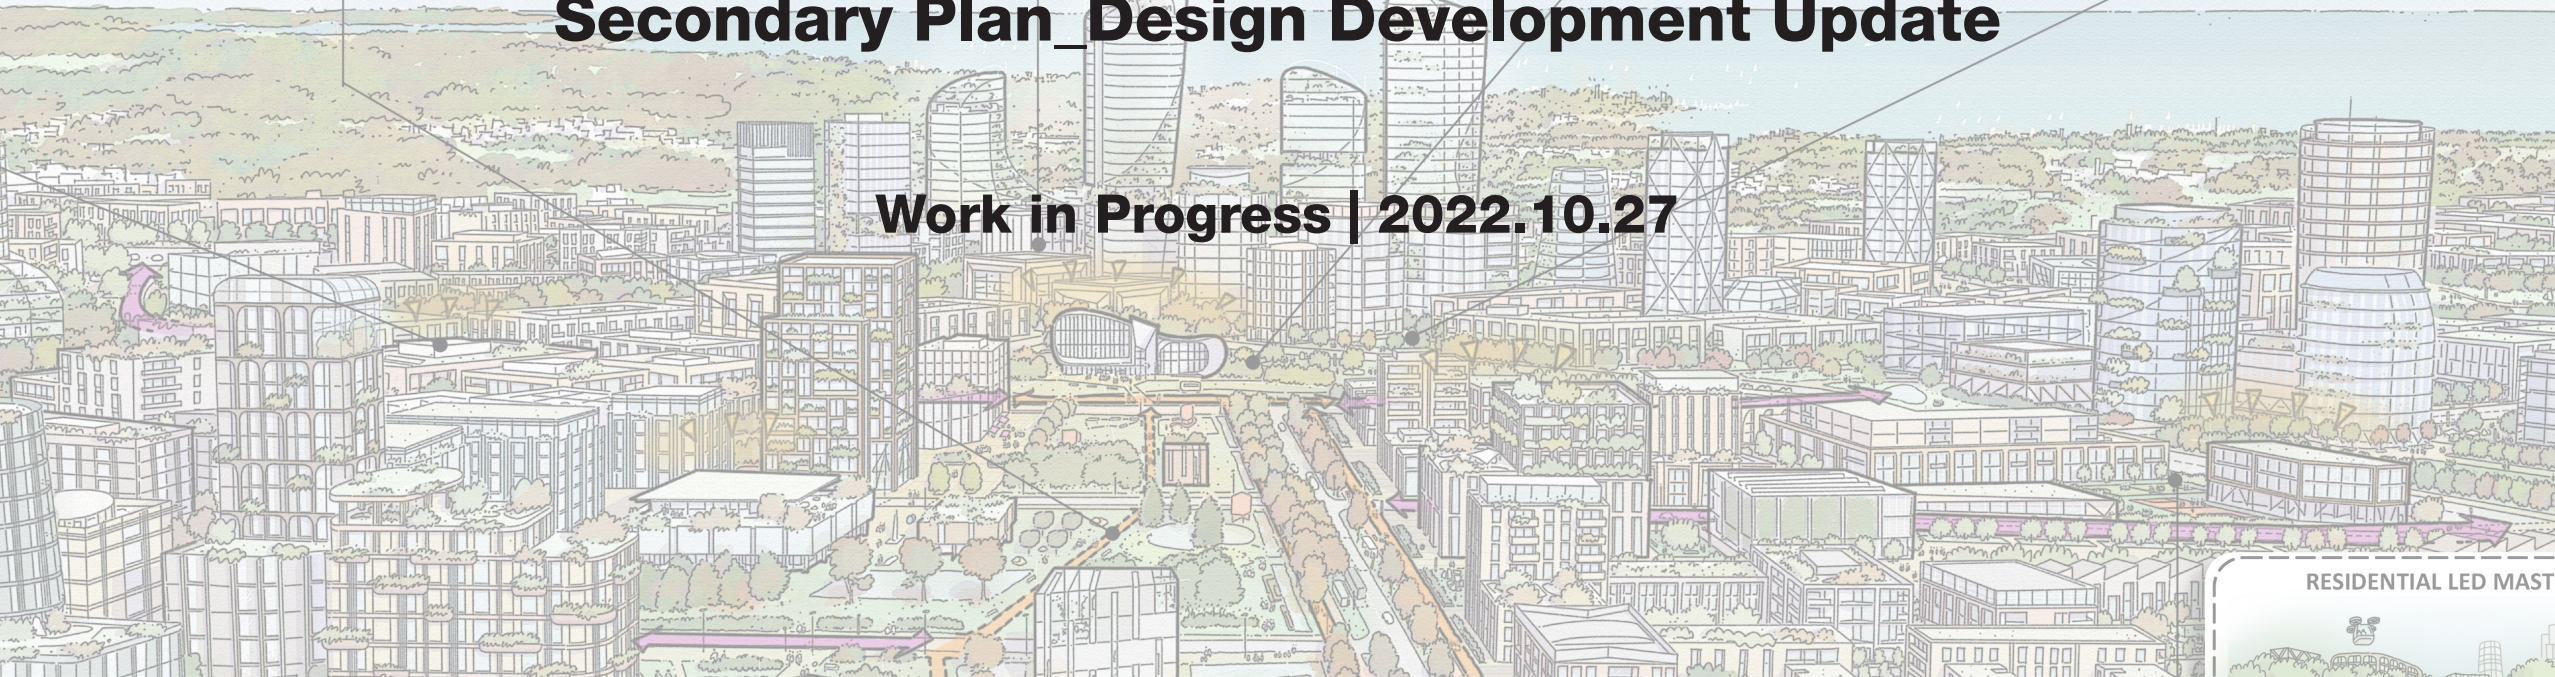 Secondary Plan_Design Development Update
Work in Progress | 2022.10.27
RESIDENTIAL LED MAST